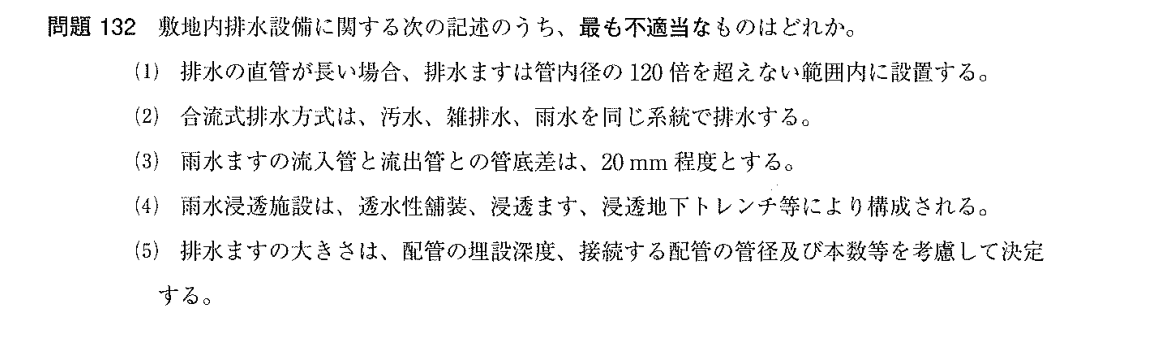 問題 132 敷地内排水設備に関する次の記述のうち、最も不適当なものはどれか。
(1) 排水の直管が長い場合、排水ますは管内径の 120 倍を超えない範囲内に設置する。
(2) 合流式排水方式は、汚水、雑排水、雨水を同じ系統で排水する。
(3) 雨水ますの流入管と流出管との管底差は、20 mm 程度とする。
(4) 雨水浸透施設は、透水性舗装、浸透ます、浸透地下トレンチ等により構成される。
(5) 排水ますの大きさは、配管の埋設深度、接続する配管の管径及び本数等を考慮して決定
する。